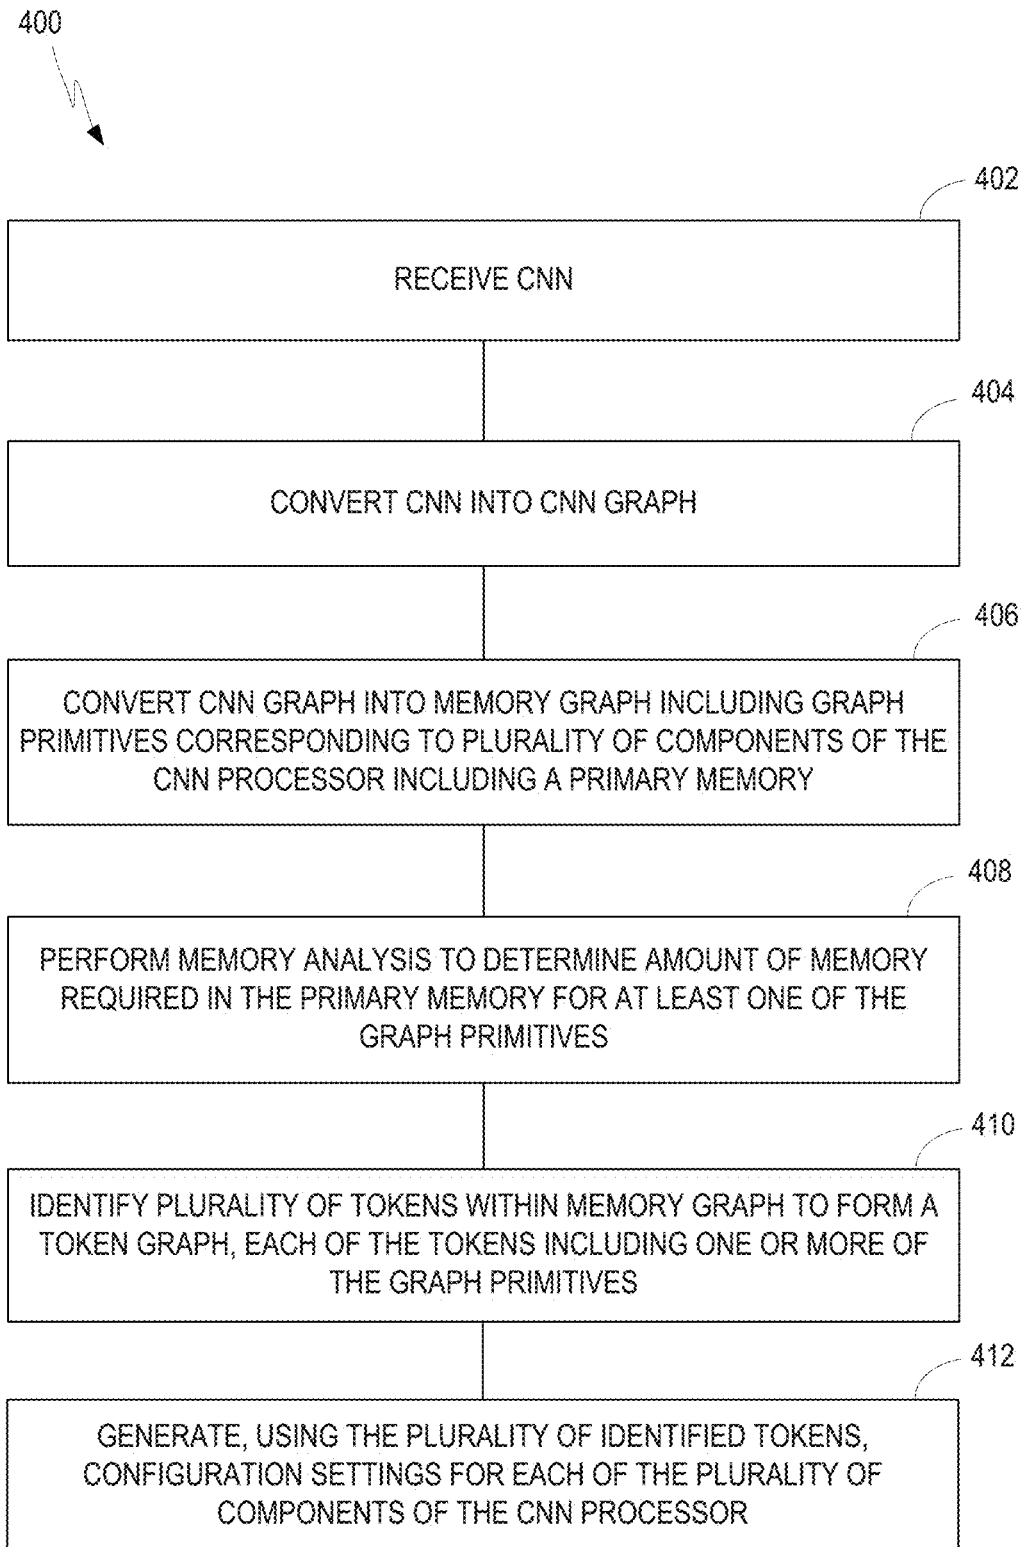 400
402
RECEIVE CNN
404
CONVERT CNN INTO CNN GRAPH
406
CONVERT CNN GRAPH INTO MEMORY GRAPH INCLUDING GRAPH
PRIMITIVES CORRESPONDING TO PLURALITY OF COMPONENTS OF THE
CNN PROCESSOR INCLUDING A PRIMARY MEMORY
408
PERFORM MEMORY ANALYSIS TO DETERMINE AMOUNT OF MEMORY
REQUIRED IN THE PRIMARY MEMORY FOR AT LEAST ONE OF THE
GRAPH PRIMITIVES
410
IDENTIFY PLURALITY OF TOKENS WITHIN MEMORY GRAPH TO FORM A
TOKEN GRAPH, EACH OF THE TOKENS INCLUDING ONE OR MORE OF
THE GRAPH PRIMITIVES
412
GENERATE, USING THE PLURALITY OF IDENTIFIED TOKENS,
CONFIGURATION SETTINGS FOR EACH OF THE PLURALITY OF
COMPONENTS OF THE CNN PROCESSOR